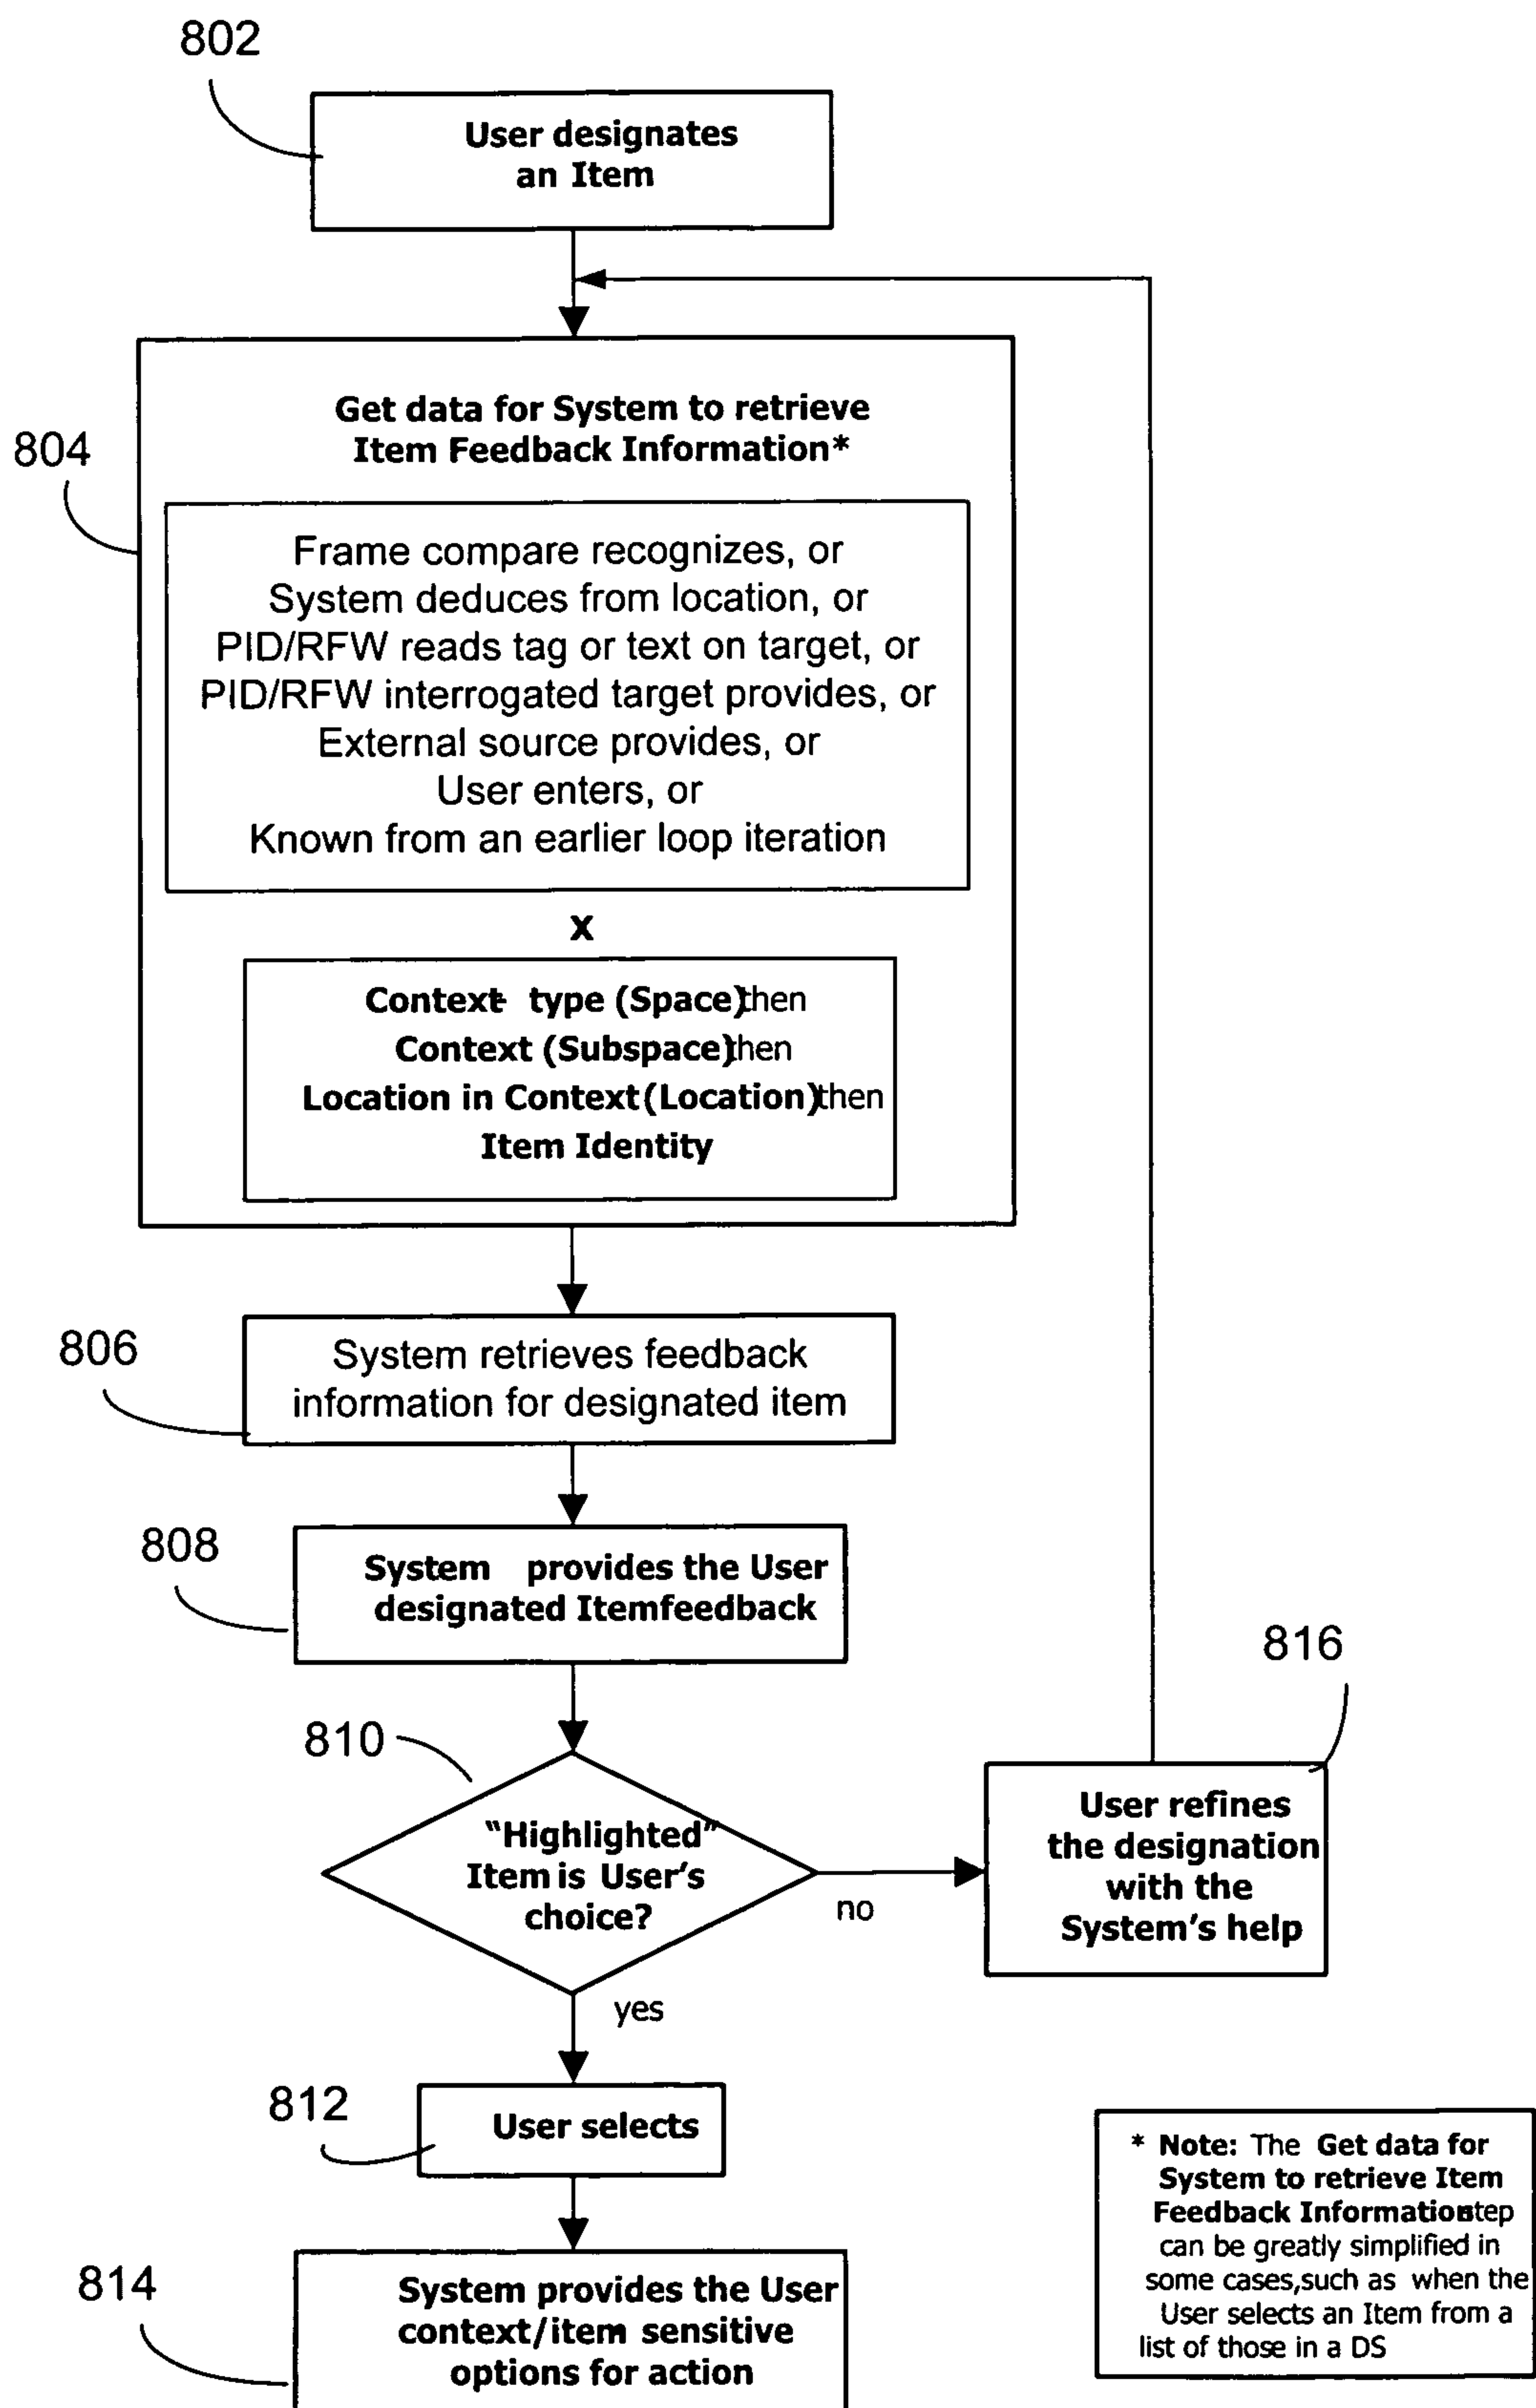 802
User designates
an Item
804
Get data for System to retrieve
Item Feedback Information*
Frame compare recognizes, or
System deduces from location, or
PID/RFW reads tag or text on target, or
PID/RFW interrogated target provides, or
External source provides, or
User enters, or
Known from an earlier loop iteration
x
Context- type (Space)then
Context (Subspace)then
Location in Context (Location)then
Item Identity
806
System retrieves feedback
information for designated item
808
System provides the User
designated Itemfeedback
810
"Highlighted"
Item is User's
choice?
no
yes
816
User refines
the designation
with the
System's help
812
User selects
814
System provides the User
context/item sensitive
options for action
* Note: The Get data for
System to retrieve Item
Feedback Informationstep
can be greatly simplified in
some cases,such as when the
User selects an Item from a
list of those in a DS